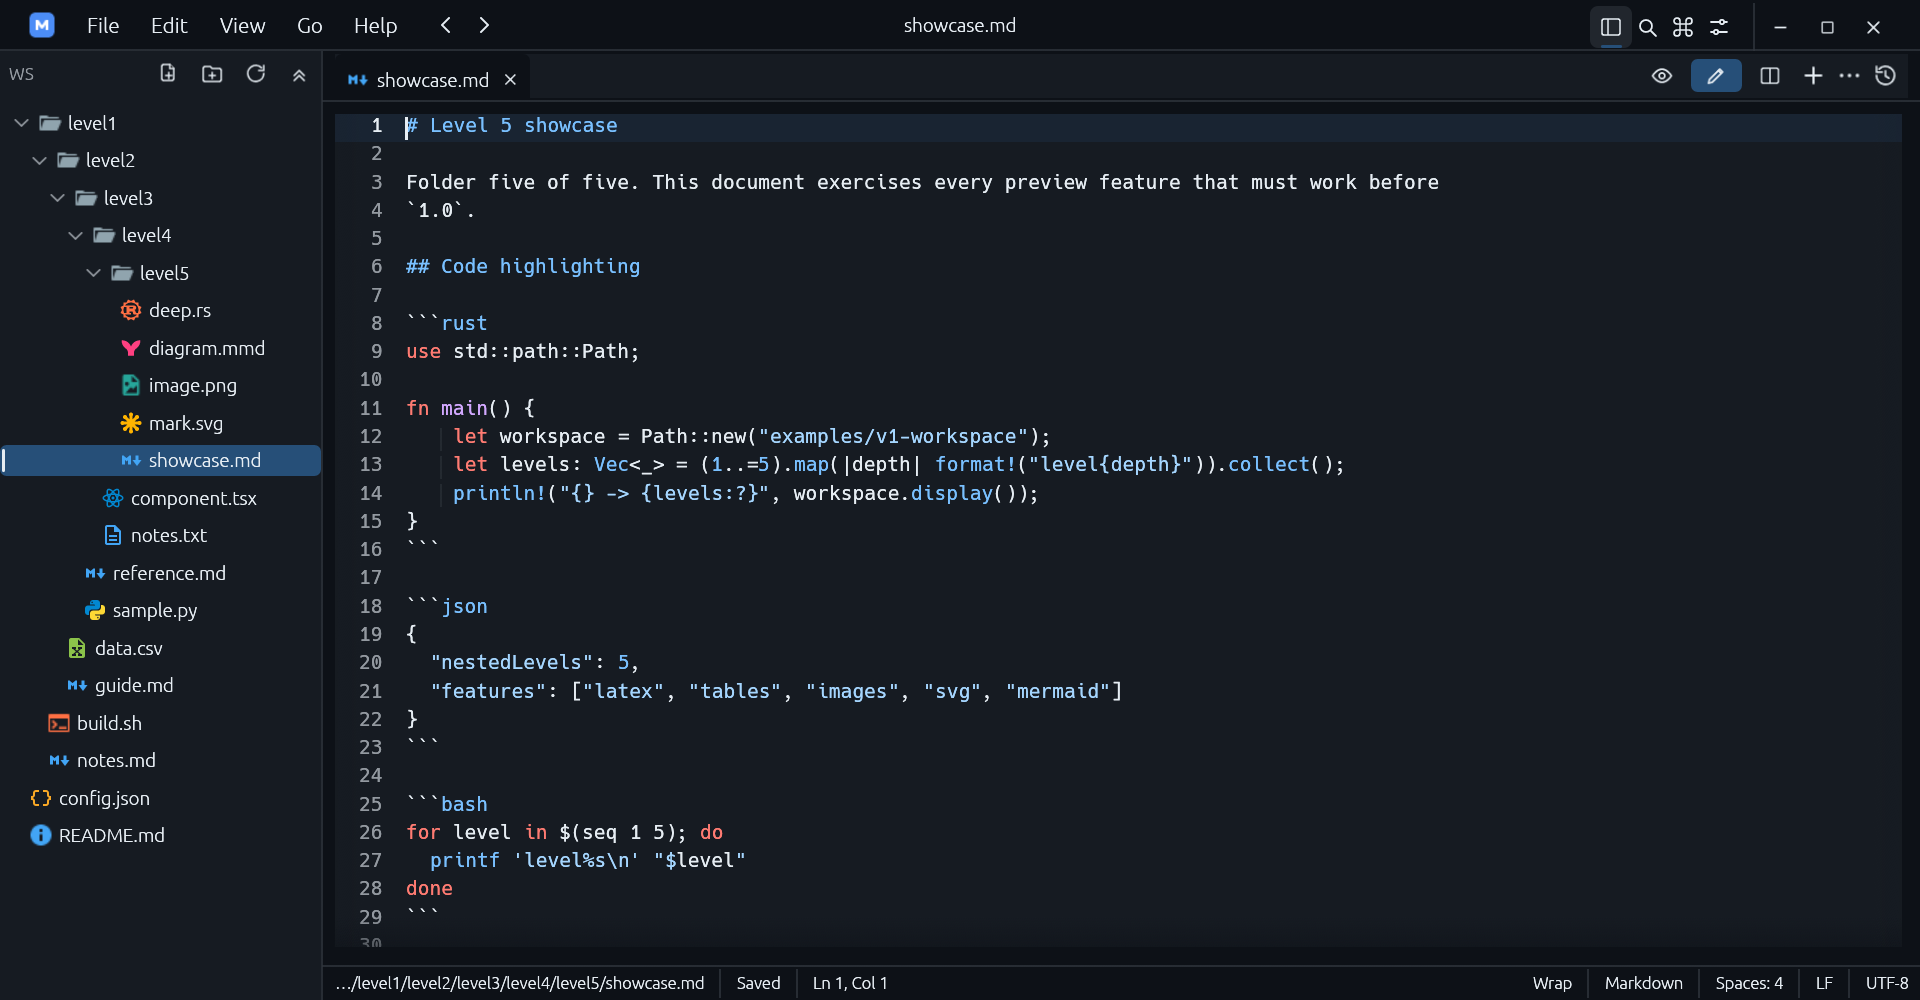 M File Edit View Go Help
showcase.md
WS
level1
level2
level3
level4
level5
deep.rs
diagram.mmd
image.png
mark.svg
showcase.md
component.tsx
notes.txt
reference.md
sample.py
data.csv
guide.md
build.sh
notes.md
config.json
README.md
showcase.md
1 # Level 5 showcase
2
3 Folder five of five. This document exercises every preview feature that must work before
4 `1.0`.
5
6 ## Code highlighting
7
8 ```rust
9 use std::path::Path;
10
11 fn main() {
12     let workspace = Path::new("examples/v1-workspace");
13     let levels: Vec<_> = (1..=5).map(|depth| format!("level{depth}")).collect();
14     println!("{} -> {levels:?}", workspace.display());
15 }
16 ```
17
18 ```json
19 {
20   "nestedLevels": 5,
21   "features": ["latex", "tables", "images", "svg", "mermaid"]
22 }
23 ```
24
25 ```bash
26 for level in $(seq 1 5); do
27   printf 'level%s\n' "$level"
28 done
29 ```
30
…/level1/level2/level3/level4/level5/showcase.md Saved Ln 1, Col 1 Wrap Markdown Spaces: 4 LF UTF-8